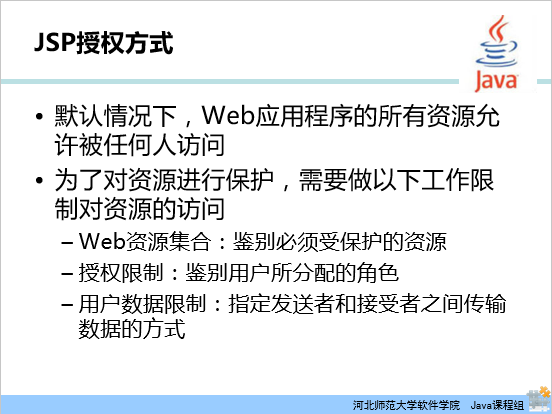 JSP授权方式
Java
• 默认情况下，Web应用程序的所有资源允
许被任何人访问
• 为了对资源进行保护，需要做以下工作限
制对资源的访问
– Web资源集合：鉴别必须受保护的资源
– 授权限制：鉴别用户所分配的角色
– 用户数据限制：指定发送者和接受者之间传输
数据的方式
河北师范大学软件学院 Java课程组